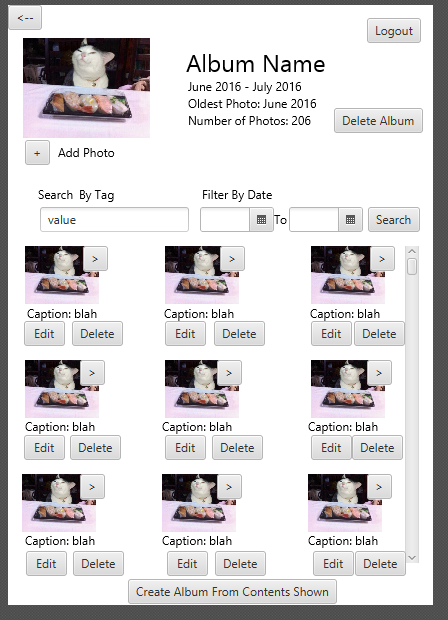 <--
Logout
Album Name
June 2016 - July 2016
Oldest Photo: June 2016
Number of Photos: 206
Delete Album
+ Add Photo
Search By Tag Filter By Date
value To Search
> > >
Caption: blah Caption: blah Caption: blah
Edit Delete Edit Delete Edit Delete
> > >
Caption: blah Caption: blah Caption: blah
Edit Delete Edit Delete Edit Delete
> > >
Caption: blah Caption: blah Caption: blah
Edit Delete Edit Delete Edit Delete
Create Album From Contents Shown